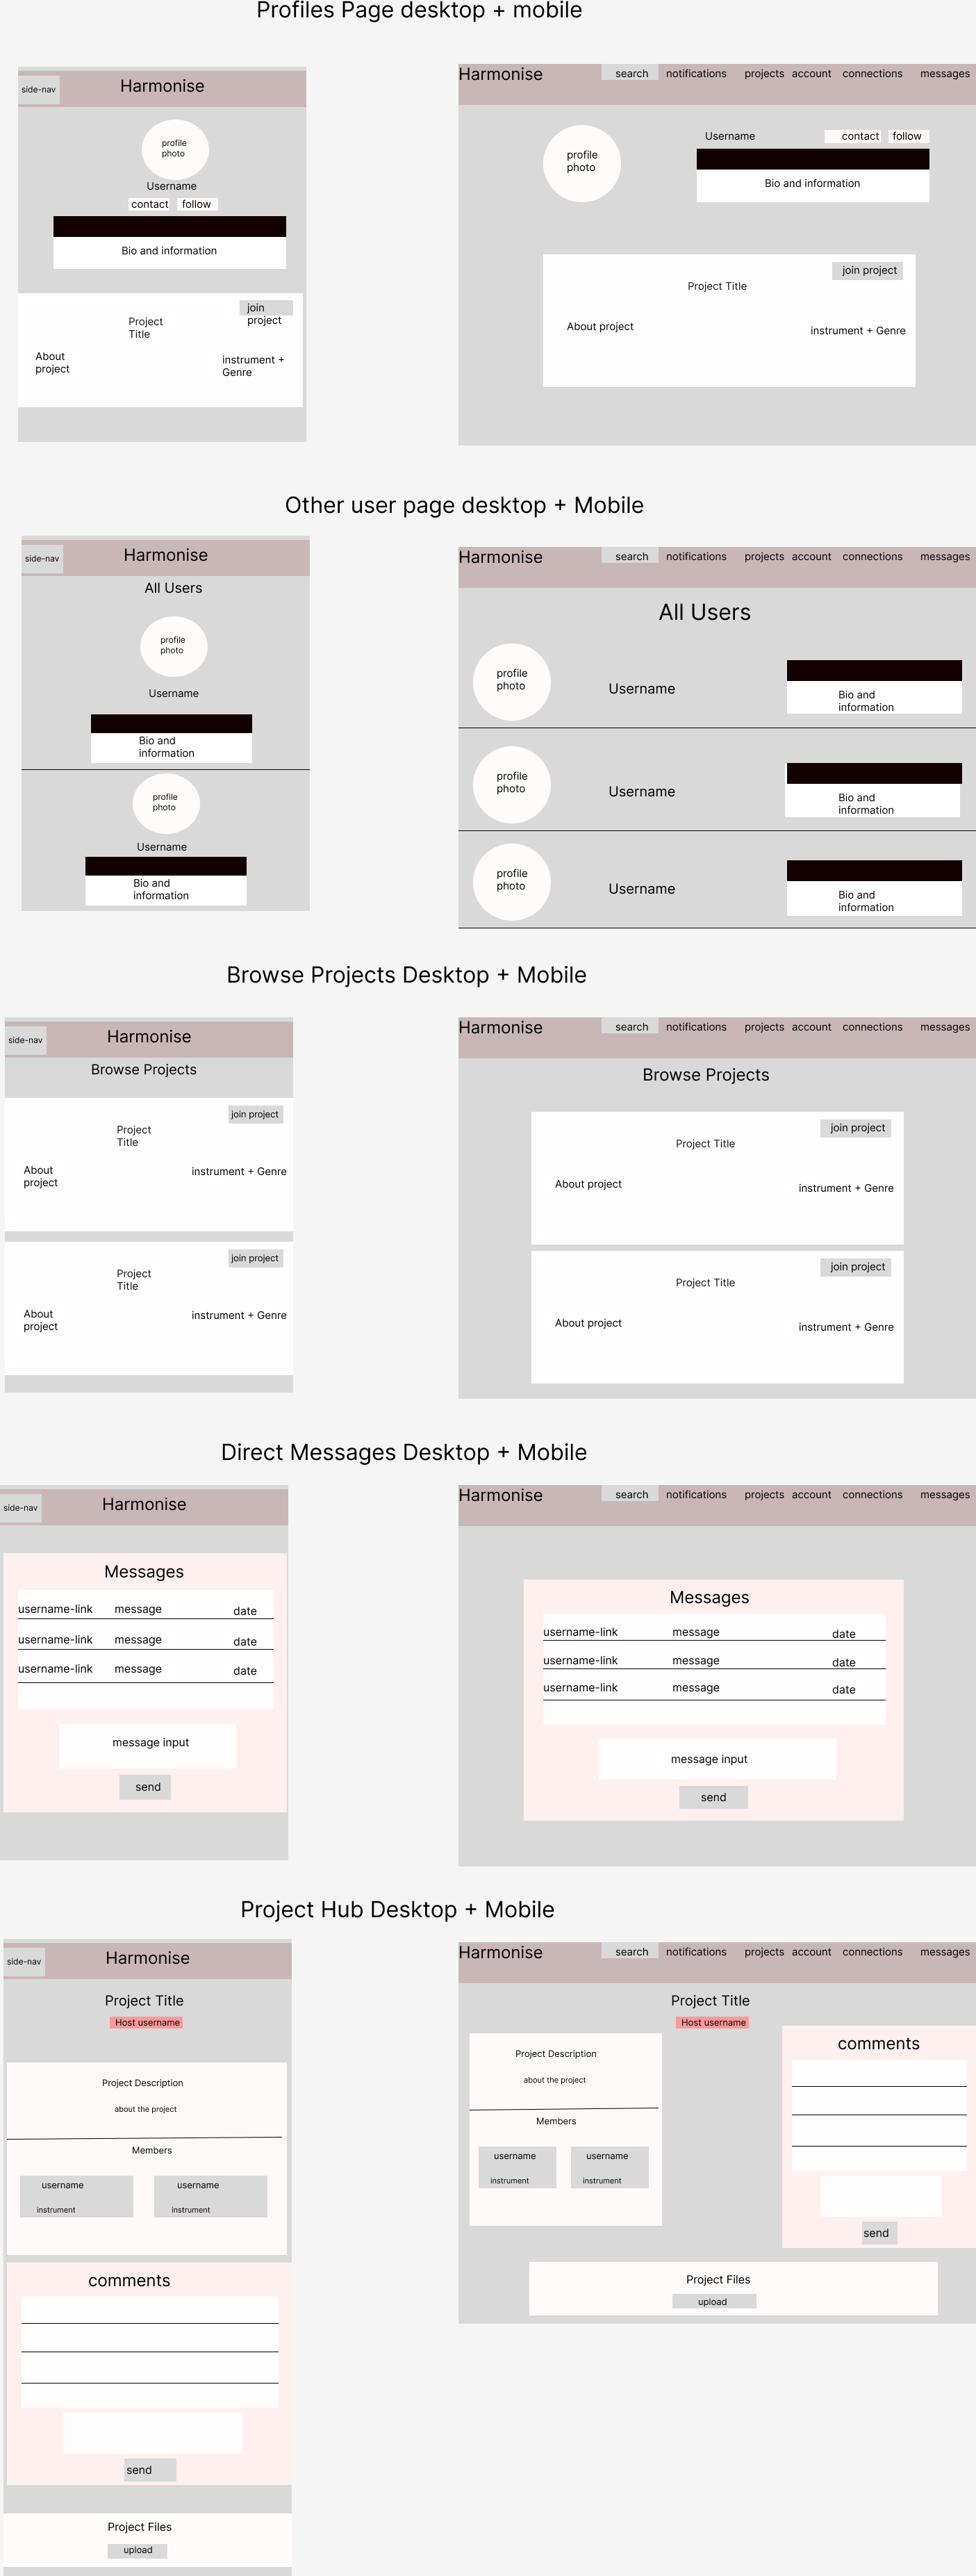 Profiles Page desktop + mobile
side-nav
Harmonise
profile
photo
Username
contact
follow
Bio and information
Project
Title
join
project
About
project
instrument +
Genre
Harmonise
search
notifications
projects
account
connections
messages
profile
photo
Username
contact
follow
Bio and information
join project
Project Title
About project
instrument + Genre
Other user page desktop + Mobile
side-nav
Harmonise
All Users
profile
photo
Username
Bio and
information
profile
photo
Username
Bio and
information
Harmonise
search
notifications
projects
account
connections
messages
All Users
profile
photo
Username
Bio and
information
profile
photo
Username
Bio and
information
profile
photo
Username
Bio and
information
Browse Projects Desktop + Mobile
side-nav
Harmonise
Browse Projects
join project
Project
Title
About
project
instrument + Genre
join project
Project
Title
About
project
instrument + Genre
Harmonise
search
notifications
projects
account
connections
messages
Browse Projects
join project
Project Title
About project
instrument + Genre
join project
Project Title
About project
instrument + Genre
Direct Messages Desktop + Mobile
side-nav
Harmonise
Messages
username-link
message
date
username-link
message
date
username-link
message
date
message input
send
Harmonise
search
notifications
projects
account
connections
messages
Messages
username-link
message
date
username-link
message
date
username-link
message
date
message input
send
Project Hub Desktop + Mobile
side-nav
Harmonise
Project Title
Host username
Project Description
about the project
Members
username
instrument
username
instrument
comments
send
Project Files
upload
Harmonise
search
notifications
projects
account
connections
messages
Project Title
Host username
Project Description
about the project
Members
username
instrument
username
instrument
comments
send
Project Files
upload